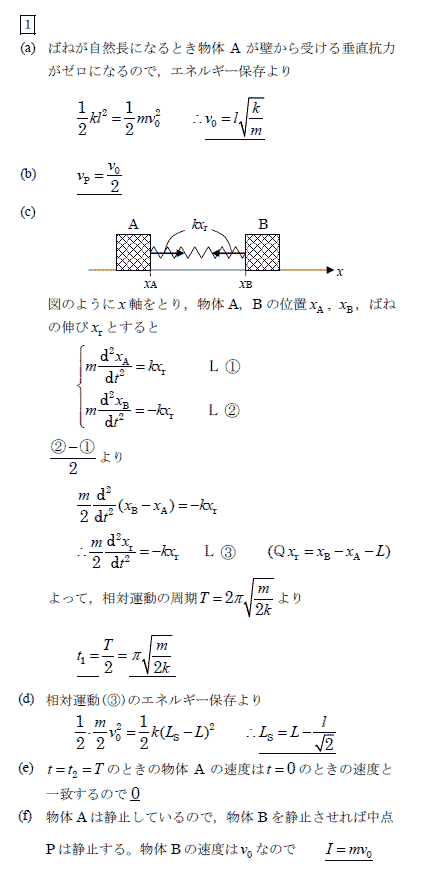 1
(a) ばねが自然長になるとき物体 A が壁から受ける垂直抗力
がゼロになるので，エネルギー保存より
\frac{1}{2}kl^2 = \frac{1}{2}mv_0^2 ∴ v_0 = l\sqrt{\frac{k}{m}}
(b) v_P = \frac{v_0}{2}
(c)
A kx_r B
x_A x_B x
図のように x 軸をとり，物体 A，B の位置 x_A，x_B，ばね
の伸び x_r とすると
m\frac{d^2x_A}{dt^2} = kx_r L ①
m\frac{d^2x_B}{dt^2} = -kx_r L ②
\frac{②-①}{2} より
\frac{m}{2}\frac{d^2}{dt^2}(x_B - x_A) = -kx_r
∴ \frac{m}{2}\frac{d^2x_r}{dt^2} = -kx_r L ③ (Q x_r = x_B - x_A - L)
よって，相対運動の周期 T = 2π\sqrt{\frac{m}{2k}} より
t_1 = \frac{T}{2} = π\sqrt{\frac{m}{2k}}
(d) 相対運動(③)のエネルギー保存より
\frac{1}{2}·\frac{m}{2}v_0^2 = \frac{1}{2}k(L_S - L)^2 ∴ L_S = L - \frac{l}{\sqrt{2}}
(e) t = t_2 = T のときの物体 A の速度は t = 0 のときの速度と
一致するので 0
(f) 物体 A は静止しているので，物体 B を静止させれば中点
P は静止する。物体 B の速度は v_0 なので I = mv_0